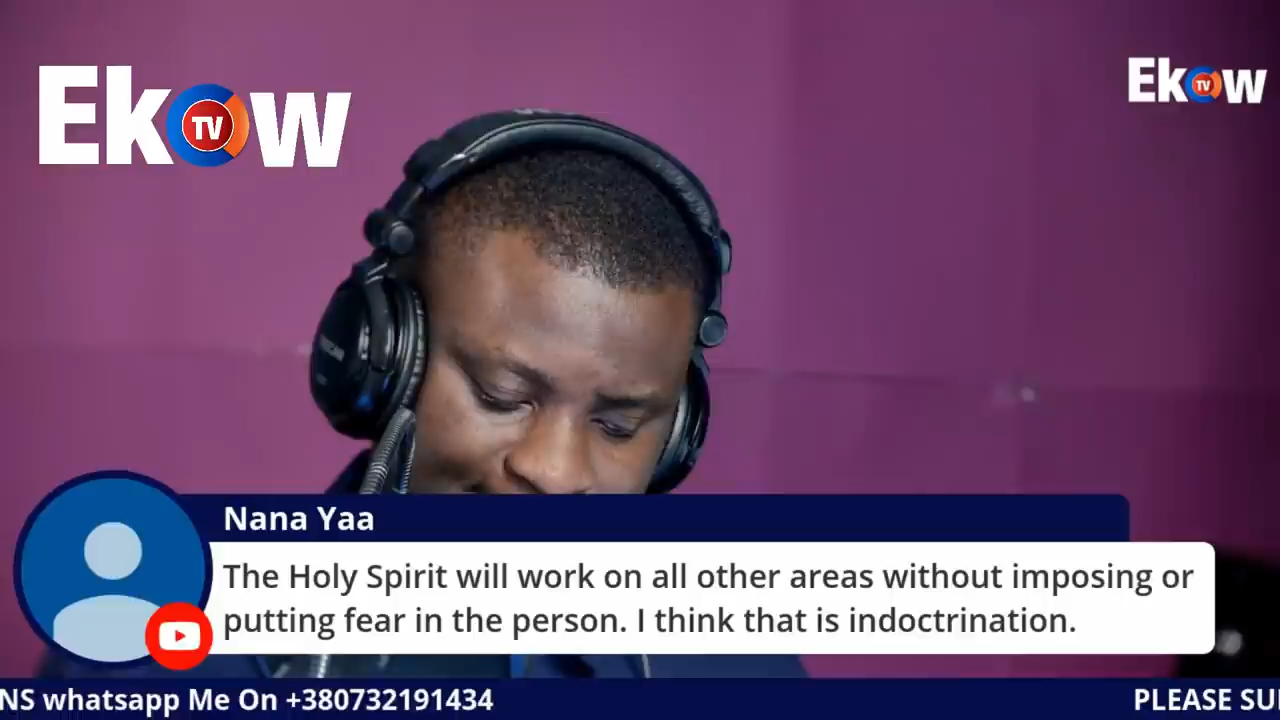 Ekow
TV
Ekow
TV
Nana Yaa
The Holy Spirit will work on all other areas without imposing or
putting fear in the person. I think that is indoctrination.
NS whatsapp Me On +380732191434
PLEASE SU